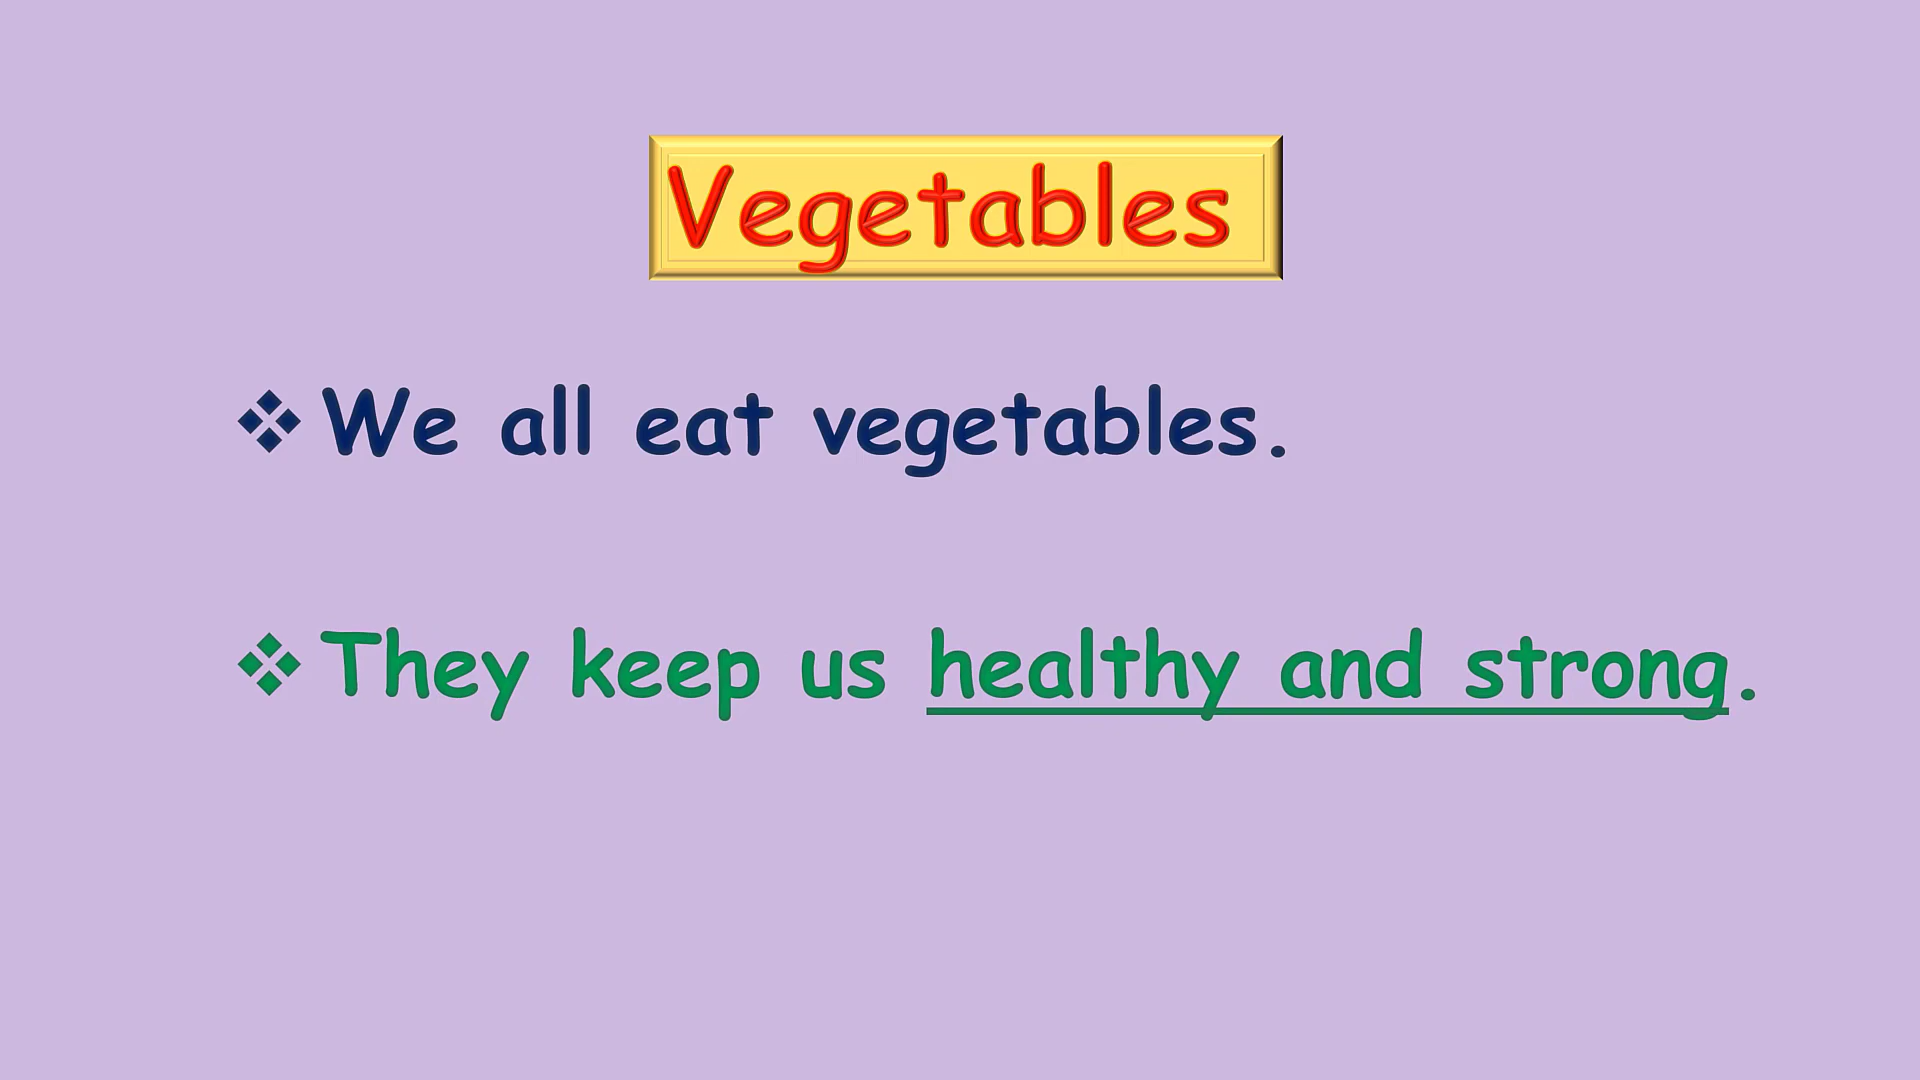 Vegetables
❖ We all eat vegetables.
❖ They keep us healthy and strong.